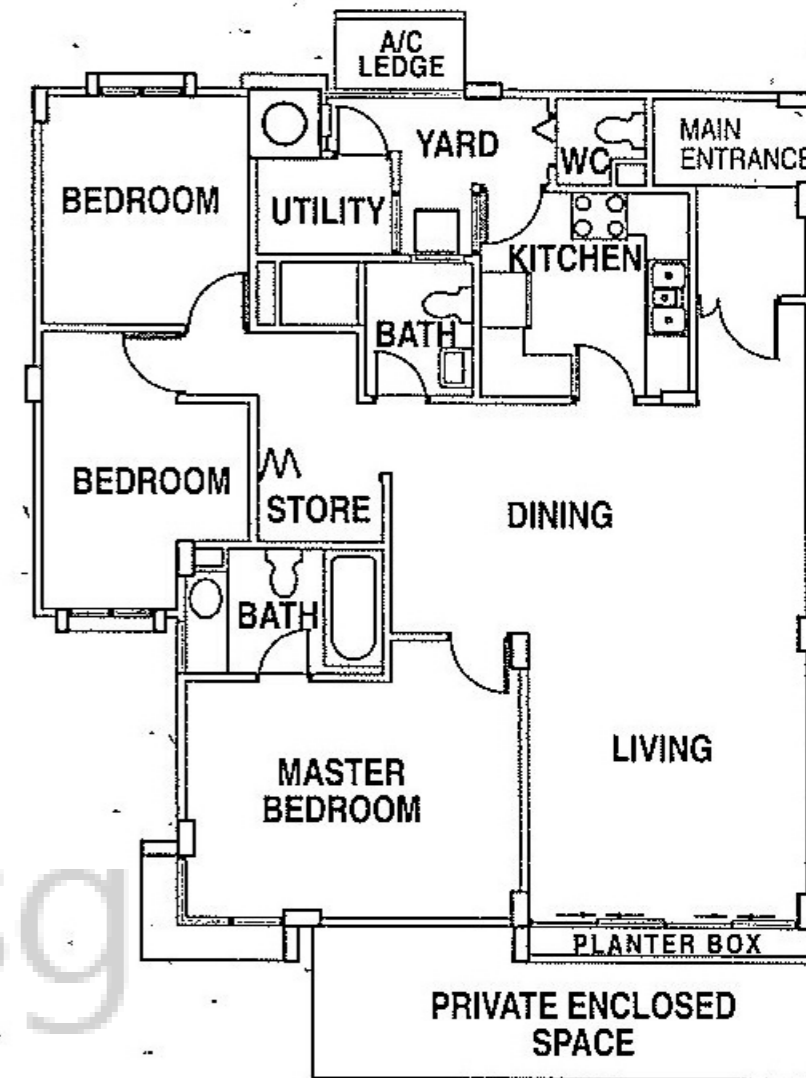 A/C
LEDGE
MAIN
ENTRANCE
YARD
WC
BEDROOM
UTILITY
KITCHEN
BATH
BEDROOM
STORE
DINING
BATH
LIVING
MASTER
BEDROOM
sg
PLANTER BOX
PRIVATE ENCLOSED
SPACE